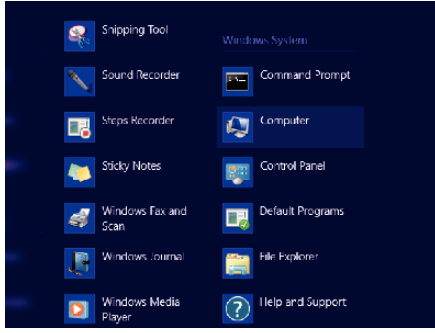 Snipping Tool
Sound Recorder
Steps Recorder
Sticky Notes
Windows Fax and
Scan
Windows Journal
Windows Media
Player
Windows System
Command Prompt
Computer
Control Panel
Default Programs
File Explorer
Help and Support